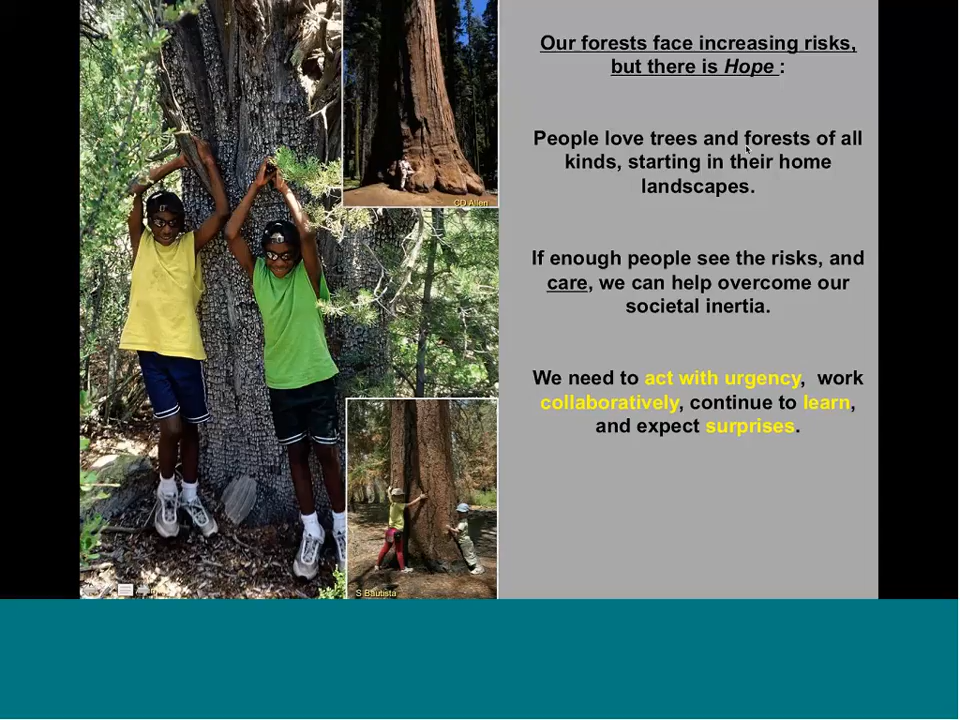 Our forests face increasing risks,
but there is Hope :
People love trees and forests of all
kinds, starting in their home
landscapes.
If enough people see the risks, and
care, we can help overcome our
societal inertia.
We need to act with urgency,  work
collaboratively, continue to learn,
and expect surprises.
CD Allen
S Bautista